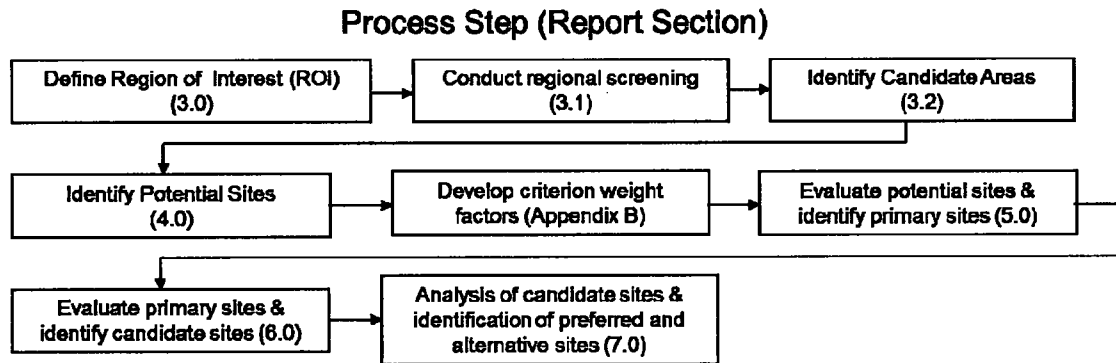 Process Step (Report Section)
Define Region of Interest (ROI)
(3.0)
Conduct regional screening
(3.1)
Identify Candidate Areas
(3.2)
Identify Potential Sites
(4.0)
Develop criterion weight
factors (Appendix B)
Evaluate potential sites &
identify primary sites (5.0)
Evaluate primary sites &
identify candidate sites (6.0)
Analysis of candidate sites &
identification of preferred and
alternative sites (7.0)